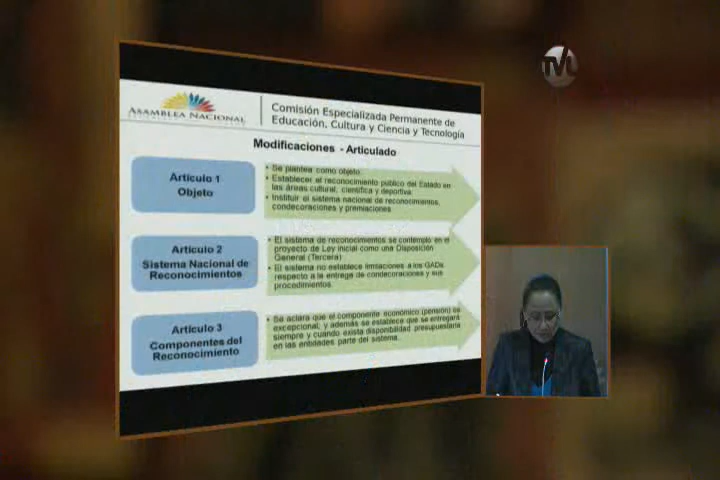 TVL
ASAMBLEA NACIONAL
Comisión Especializada Permanente de
Educación, Cultura y Ciencia y Tecnología
Modificaciones - Articulado
Artículo 1
Objeto
• Se plantea como objeto:
• Establecer el reconocimiento público del Estado en
las áreas cultural, científica y deportiva.
• Instituir el sistema nacional de reconocimientos,
condecoraciones y premiaciones.
Artículo 2
Sistema Nacional de
Reconocimientos
• El sistema de reconocimientos se contempló en el
proyecto de Ley inicial como una Disposición
General (Tercera)
• El sistema no establece limitaciones a los GADs
respecto a la entrega de condecoraciones y sus
procedimientos.
Artículo 3
Componentes del
Reconocimiento
• Se aclara que el componente económico (pensión) es
excepcional; y además se establece que se entregará
siempre y cuando exista disponibilidad presupuestaria
en las entidades parte del sistema.